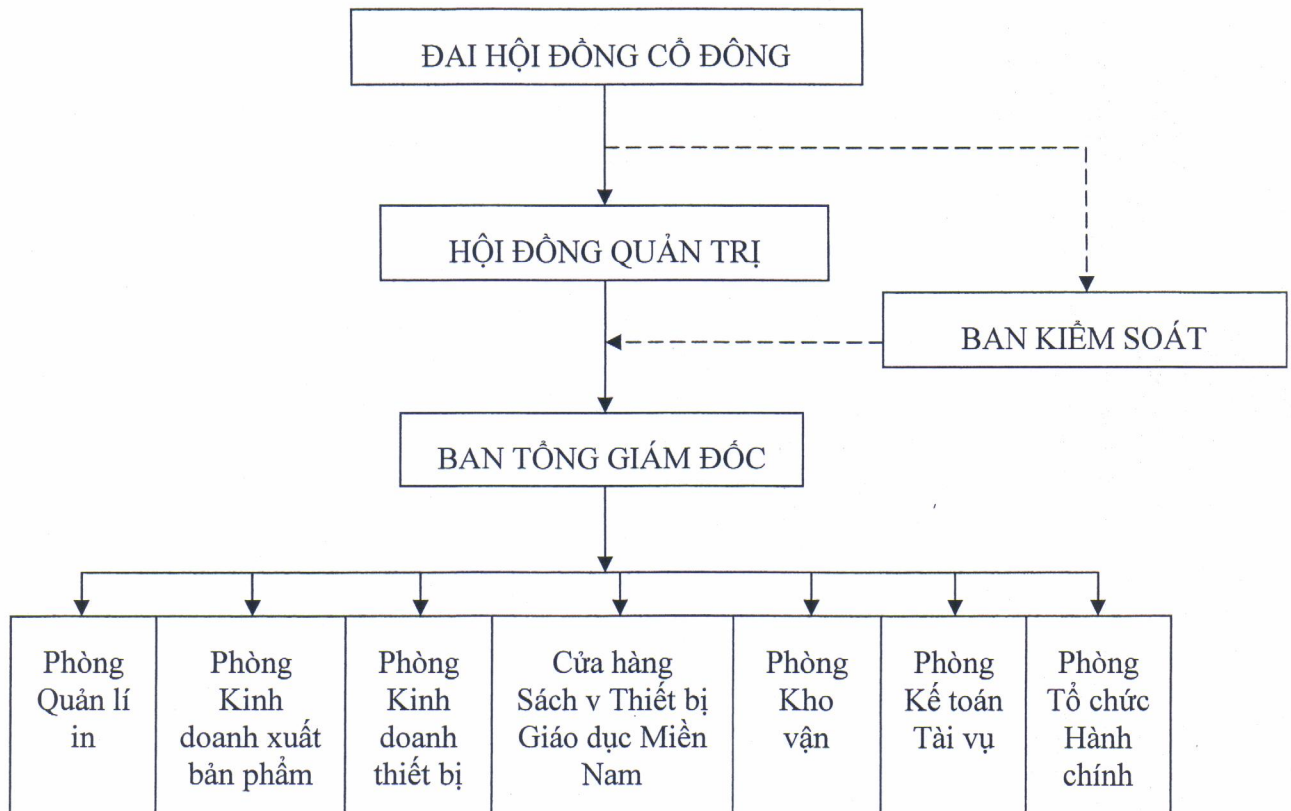 ĐAI HỘI ĐỒNG CỔ ĐÔNG
HỘI ĐỒNG QUẢN TRỊ
BAN KIỂM SOÁT
BAN TỔNG GIÁM ĐỐC
Phòng
Quản lí
in
Phòng
Kinh
doanh xuất
bản phẩm
Phòng
Kinh
doanh
thiết bị
Cửa hàng
Sách v Thiết bị
Giáo dục Miền
Nam
Phòng
Kho
vận
Phòng
Kế toán
Tài vụ
Phòng
Tổ chức
Hành
chính